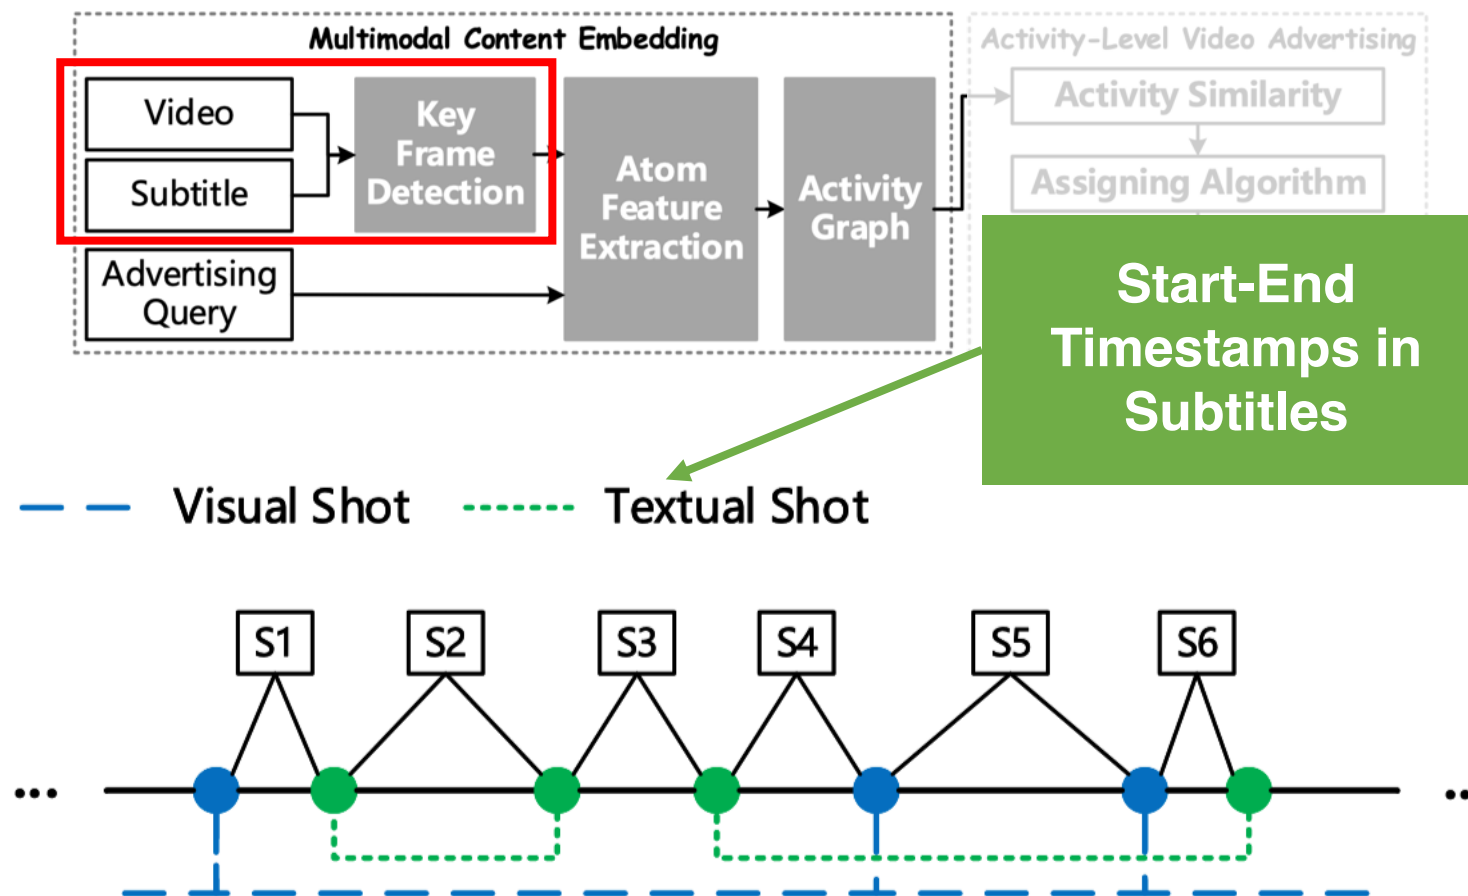 Multimodal Content Embedding
Video
Subtitle
Key
Frame
Detection
Advertising
Query
Atom
Feature
Extraction
Activity
Graph
Activity-Level Video Advertising
Activity Similarity
Assigning Algorithm
Start-End
Timestamps in
Subtitles
Visual Shot
Textual Shot
S1
S2
S3
S4
S5
S6
...
..